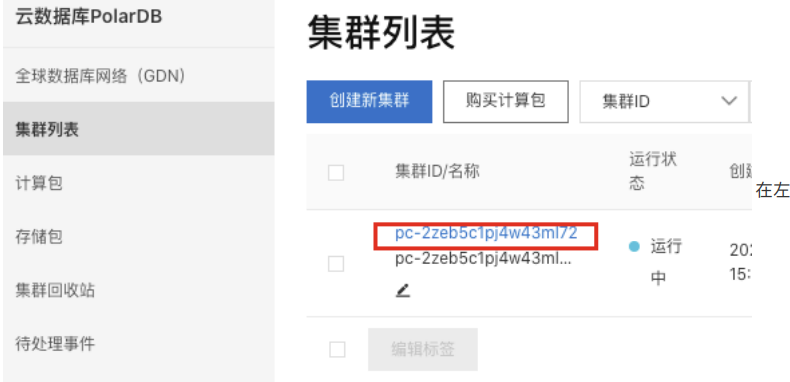 云数据库PolarDB
全球数据库网络（GDN）
集群列表
计算包
存储包
集群回收站
待处理事件
集群列表
创建新集群
购买计算包
集群ID
集群ID/名称
运行状
态
pc-2zeb5c1pj4w43ml72
pc-2zeb5c1pj4w43ml...
运行
中
15:
编辑标签
在左